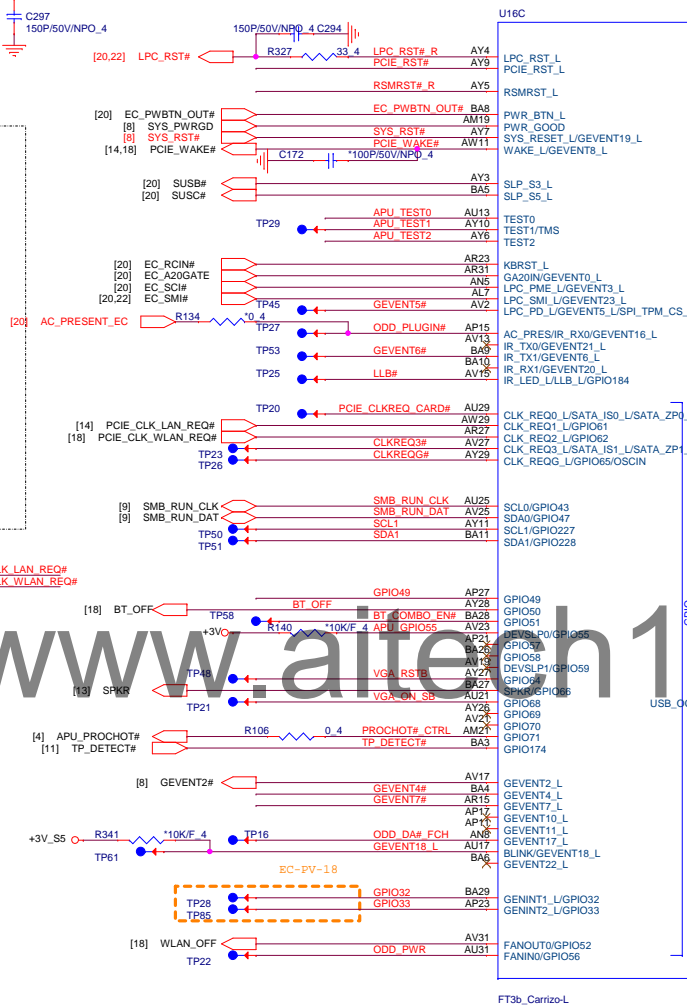 C297
150P/50V/NPO_4
150P/50V/NPO_4 C294
U16C
[20,22] LPC_RST# R327 33_4 LPC_RST#_R AY4 LPC_RST_L
PCIE_RST# AY9 PCIE_RST_L
RSMRST#_R AY5 RSMRST_L
[20] EC_PWBTN_OUT# EC_PWBTN_OUT# BA8 PWR_BTN_L
[8] SYS_PWRGD AM19 PWR_GOOD
[8] SYS_RST# SYS_RST# AY7 SYS_RESET_L/GEVENT19_L
[14,18] PCIE_WAKE# PCIE_WAKE# AW11 WAKE_L/GEVENT8_L
C172 *100P/50V/NPO_4
[20] SUSB# AY3 SLP_S3_L
[20] SUSC# BA5 SLP_S5_L
APU_TEST0 AU13 TEST0
TP29 APU_TEST1 AY10 TEST1/TMS
APU_TEST2 AY6 TEST2
[20] EC_RCIN# AR23 KBRST_L
[20] EC_A20GATE AR31 GA20IN/GEVENT0_L
[20] EC_SCI# AN5 LPC_PME_L/GEVENT3_L
[20,22] EC_SMI# AL7 LPC_SMI_L/GEVENT23_L
TP45 GEVENT5# AV2 LPC_PD_L/GEVENT5_L/SPI_TPM_CS_
[20] AC_PRESENT_EC R134 *0_4
TP27 ODD_PLUGIN# AP15 AC_PRES/IR_RX0/GEVENT16_L
AV13 IR_TX0/GEVENT21_L
TP53 GEVENT6# BA9 IR_TX1/GEVENT6_L
BA10 IR_RX1/GEVENT20_L
TP25 LLB# AV15 IR_LED_L/LLB_L/GPIO184
TP20 PCIE_CLKREQ_CARD# AU29 CLK_REQ0_L/SATA_IS0_L/SATA_ZP0_
[14] PCIE_CLK_LAN_REQ# AW29 CLK_REQ1_L/GPIO61
[18] PCIE_CLK_WLAN_REQ# AR27 CLK_REQ2_L/GPIO62
TP23 CLKREQ3# AV27 CLK_REQ3_L/SATA_IS1_L/SATA_ZP1_
TP26 CLKREQG# AY29 CLK_REQG_L/GPIO65/OSCIN
[9] SMB_RUN_CLK SMB_RUN_CLK AU25 SCL0/GPIO43
[9] SMB_RUN_DAT SMB_RUN_DAT AV25 SDA0/GPIO47
TP50 SCL1 AY11 SCL1/GPIO227
TP51 SDA1 BA11 SDA1/GPIO228
LK_LAN_REQ#
LK_WLAN_REQ#
GPIO49 AP27 GPIO49
[18] BT_OFF BT_OFF AY28 GPIO50
TP58 BT_COMBO_EN# BA28 GPIO51
+3V R140 *10K/F_4 APU_GPIO55 AV23 DEVSLP0/GPIO55
AP21 GPIO57
BA26 GPIO58
AV19 DEVSLP1/GPIO59
TP48 VGA_RSTB AY27 GPIO64
[13] SPKR BA27 SPKR/GPIO66
TP21 VGA_ON_SB AU21 GPIO68
AY26 GPIO69
AV21 GPIO70
[4] APU_PROCHOT# R106 0_4 PROCHOT#_CTRL AM21 GPIO71
[11] TP_DETECT# TP_DETECT# BA3 GPIO174
www.aitech1
USB_OC
[8] GEVENT2# AV17 GEVENT2_L
GEVENT4# BA4 GEVENT4_L
GEVENT7# AR15 GEVENT7_L
AP17 GEVENT10_L
AP11 GEVENT11_L
+3V_S5 R341 *10K/F_4 TP16 ODD_DA#_FCH AN8 GEVENT17_L
TP61 GEVENT18_L AU17 BLINK/GEVENT18_L
BA6 GEVENT22_L
EC-PV-18
TP28 GPIO32 BA29 GENINT1_L/GPIO32
TP85 GPIO33 AP23 GENINT2_L/GPIO33
[18] WLAN_OFF AV31 FANOUT0/GPIO52
TP22 ODD_PWR AU31 FANIN0/GPIO56
FT3b_Carrizo-L